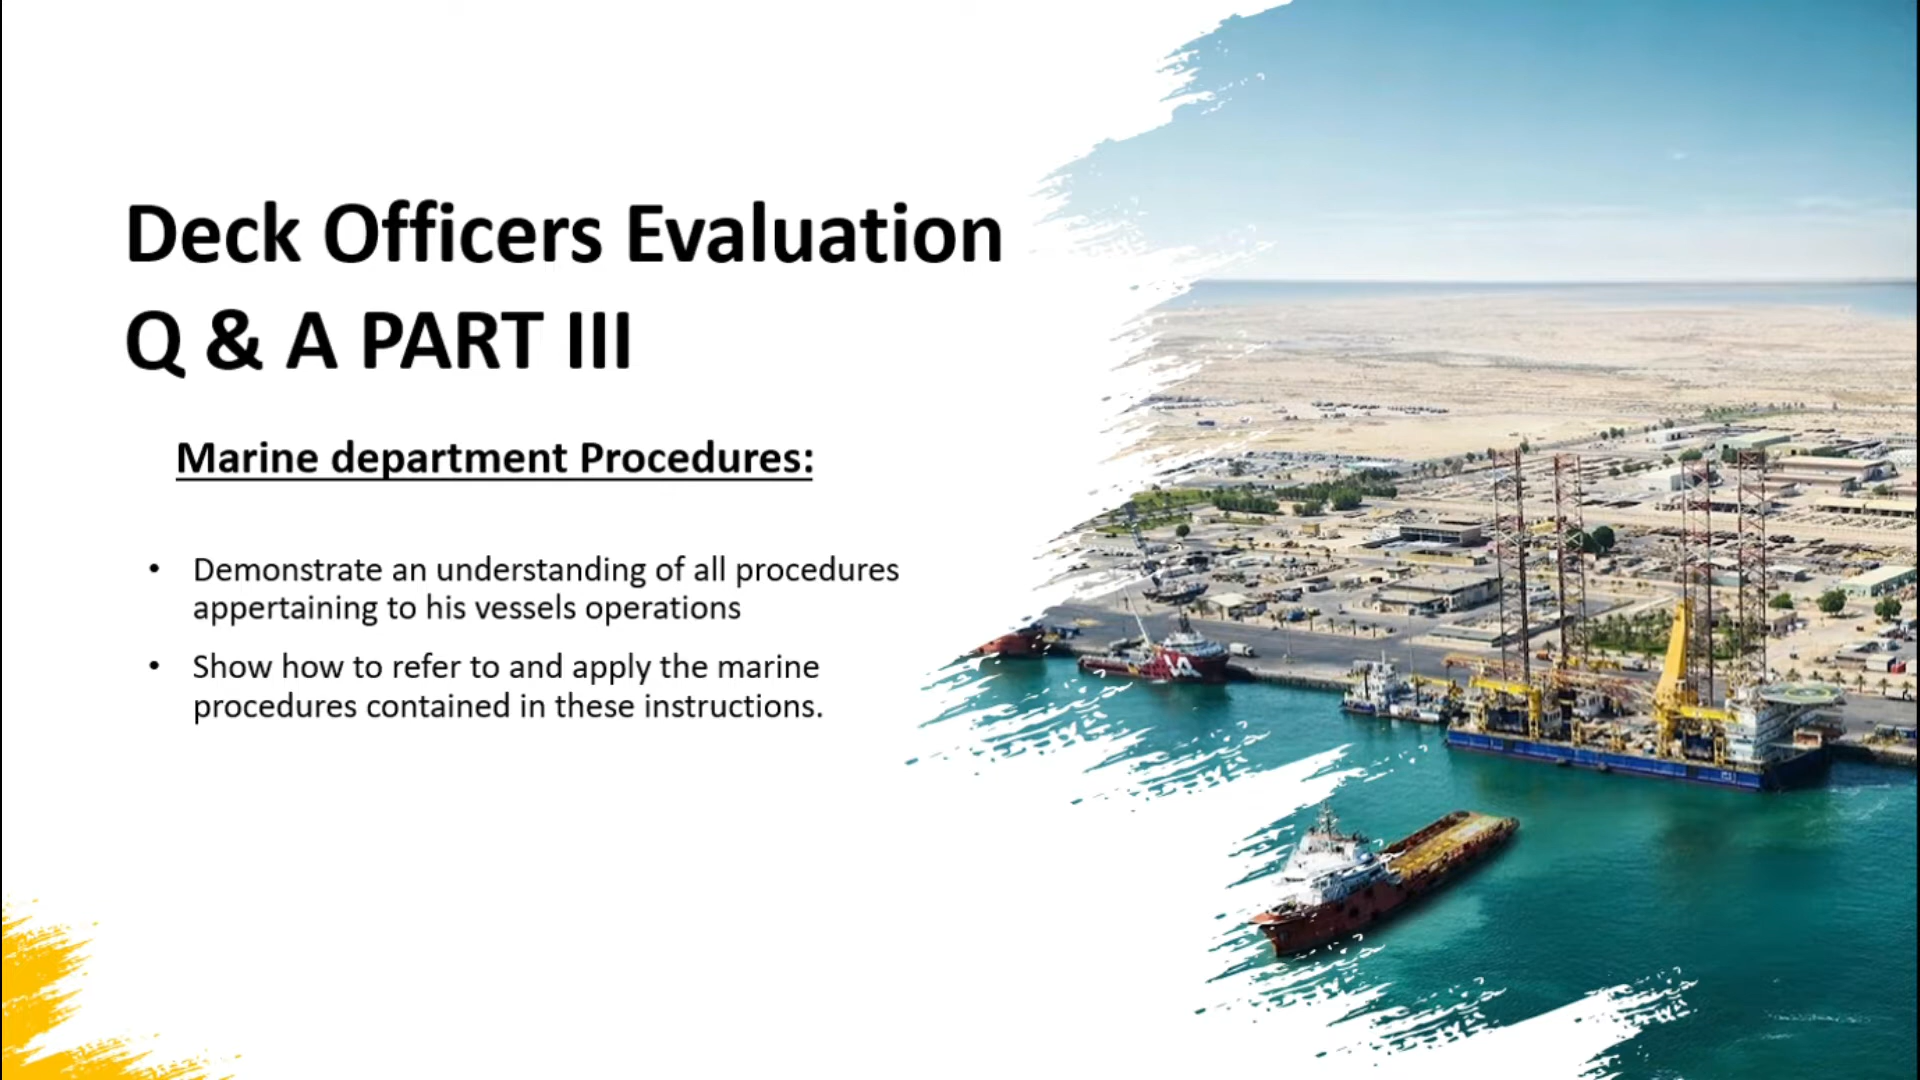 Deck Officers Evaluation
Q & A PART III
Marine department Procedures:
• Demonstrate an understanding of all procedures
appertaining to his vessels operations
• Show how to refer to and apply the marine
procedures contained in these instructions.